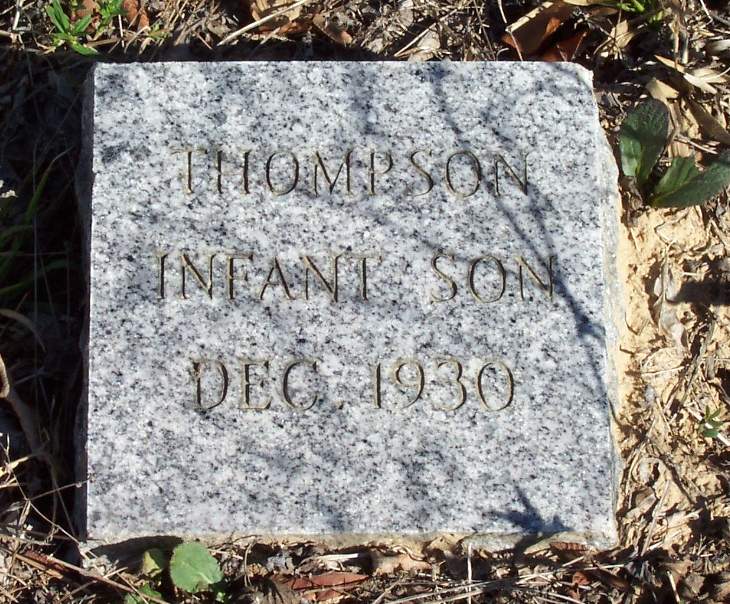 THOMPSON
INFANT SON
DEC. 1930